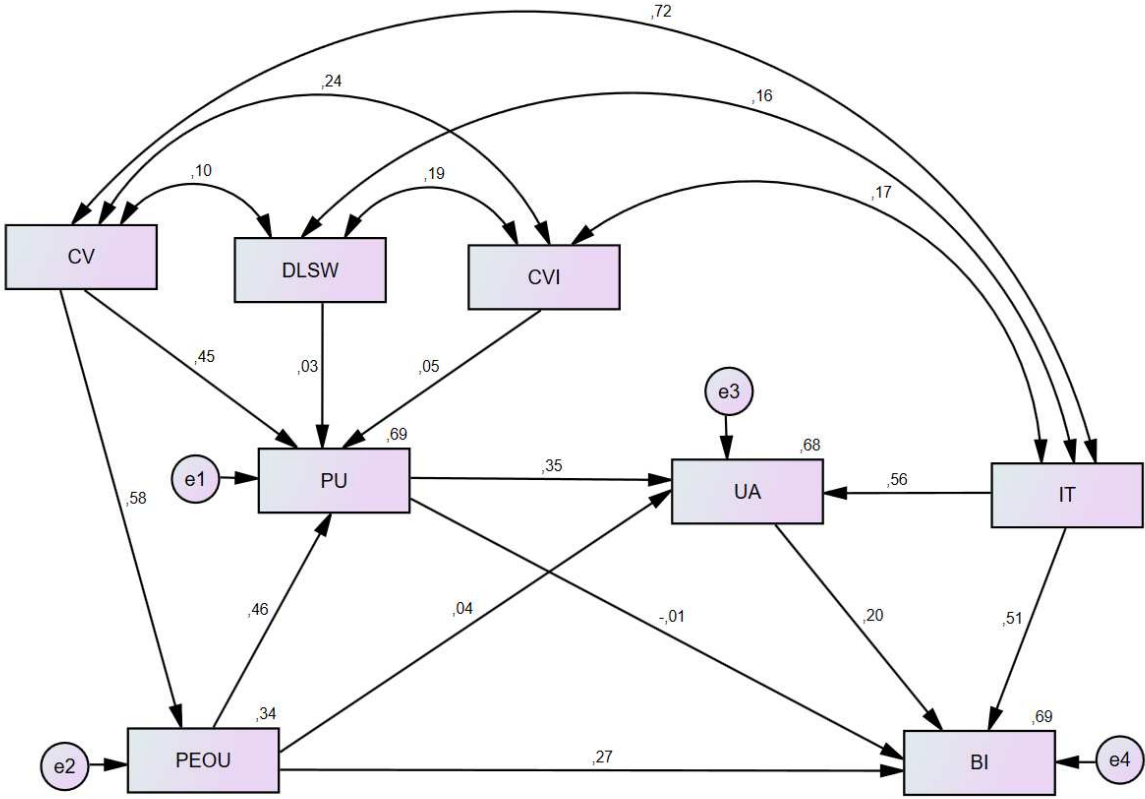 ,72
,24
,16
,10
,19
,17
CV
DLSW
CVI
,45
,03
,05
e3
,69
,68
e1
PU
,35
UA
,56
IT
,58
,46
,04
-,01
,20
,51
,34
,69
e2
PEOU
,27
BI
e4